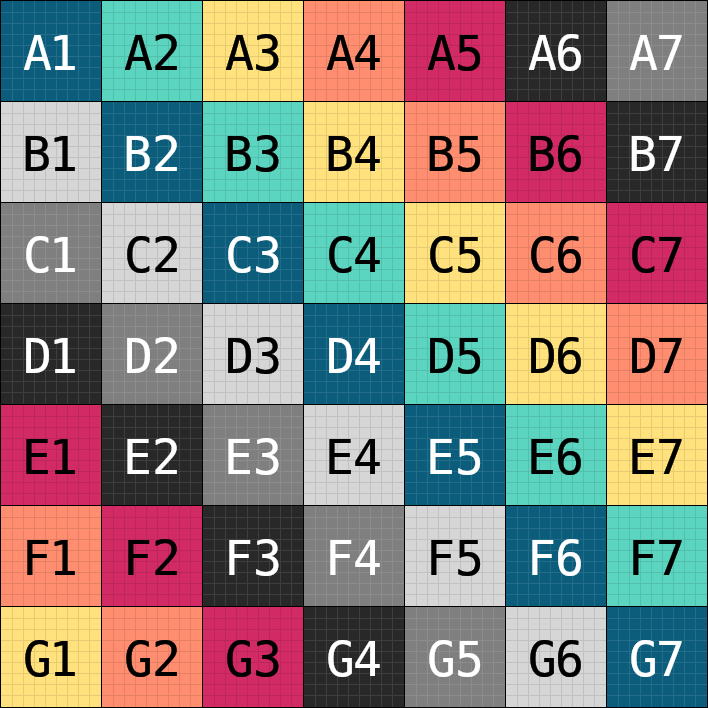 A1 A2 A3 A4 A5 A6 A7
B1 B2 B3 B4 B5 B6 B7
C1 C2 C3 C4 C5 C6 C7
D1 D2 D3 D4 D5 D6 D7
E1 E2 E3 E4 E5 E6 E7
F1 F2 F3 F4 F5 F6 F7
G1 G2 G3 G4 G5 G6 G7